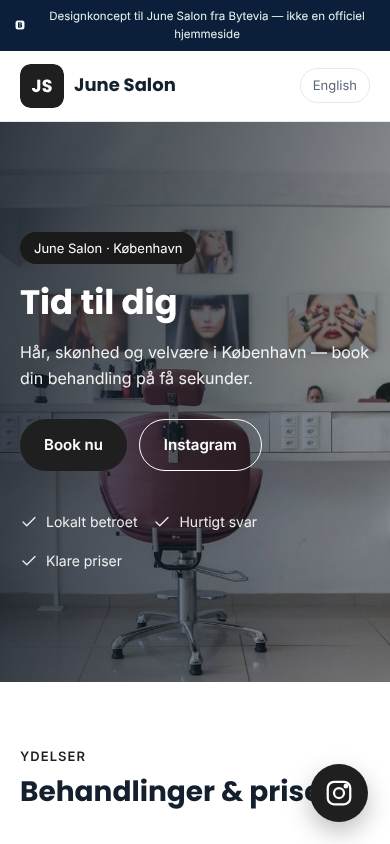 Designkoncept til June Salon fra Bytevia — ikke en officiel
hjemmeside
JS June Salon English
June Salon · København
Tid til dig
Hår, skønhed og velvære i København — book
din behandling på få sekunder.
Book nu Instagram
Lokalt betroet Hurtigt svar
Klare priser
YDELSER
Behandlinger &